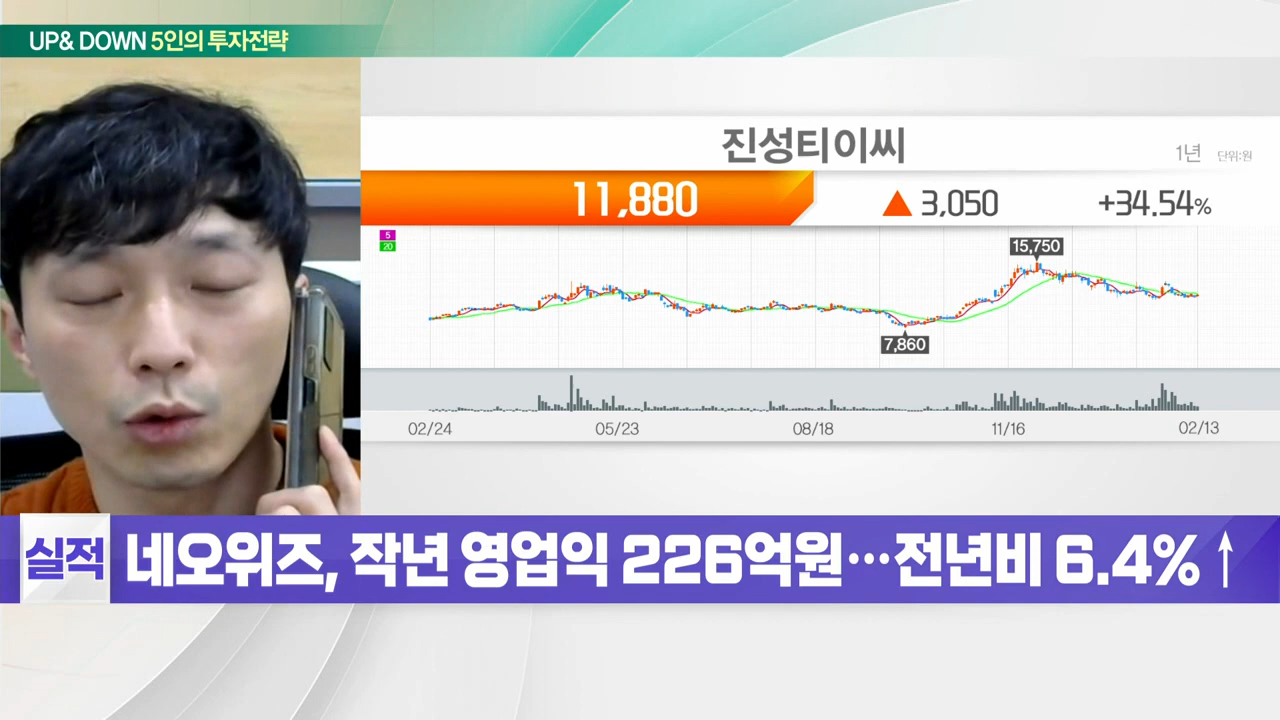 UP& DOWN 5인의 투자전략
진성티이씨
1년 단위:원
11,880 ▲ 3,050 +34.54%
5
20
15,750
7,860
02/24 05/23 08/18 11/16 02/13
실적 네오위즈, 작년 영업익 226억원…전년비 6.4%↑